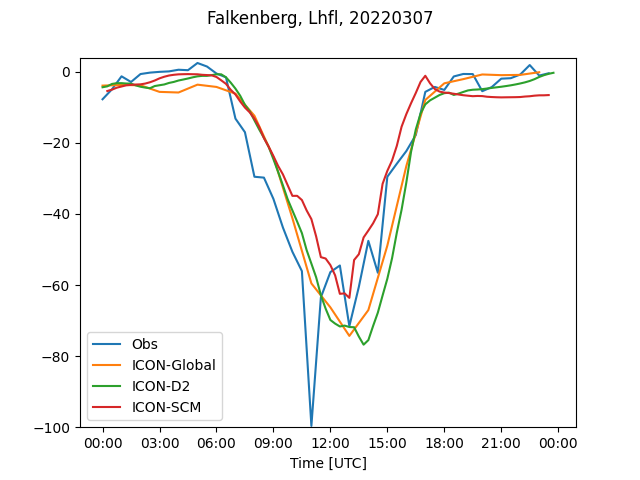 Falkenberg, Lhfl, 20220307
0
−20
−40
−60
−80
−100
Obs
ICON-Global
ICON-D2
ICON-SCM
00:00 03:00 06:00 09:00 12:00 15:00 18:00 21:00 00:00
Time [UTC]